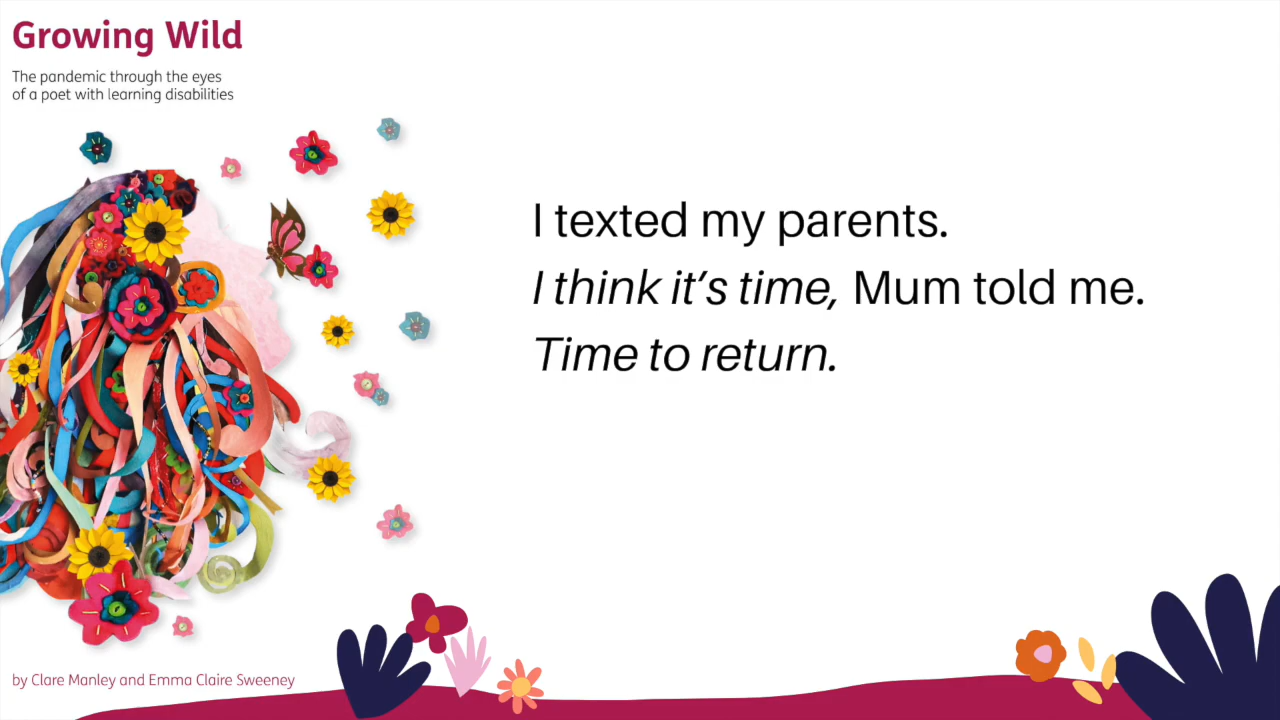 Growing Wild
The pandemic through the eyes
of a poet with learning disabilities
I texted my parents.
I think it’s time, Mum told me.
Time to return.
by Clare Manley and Emma Claire Sweeney